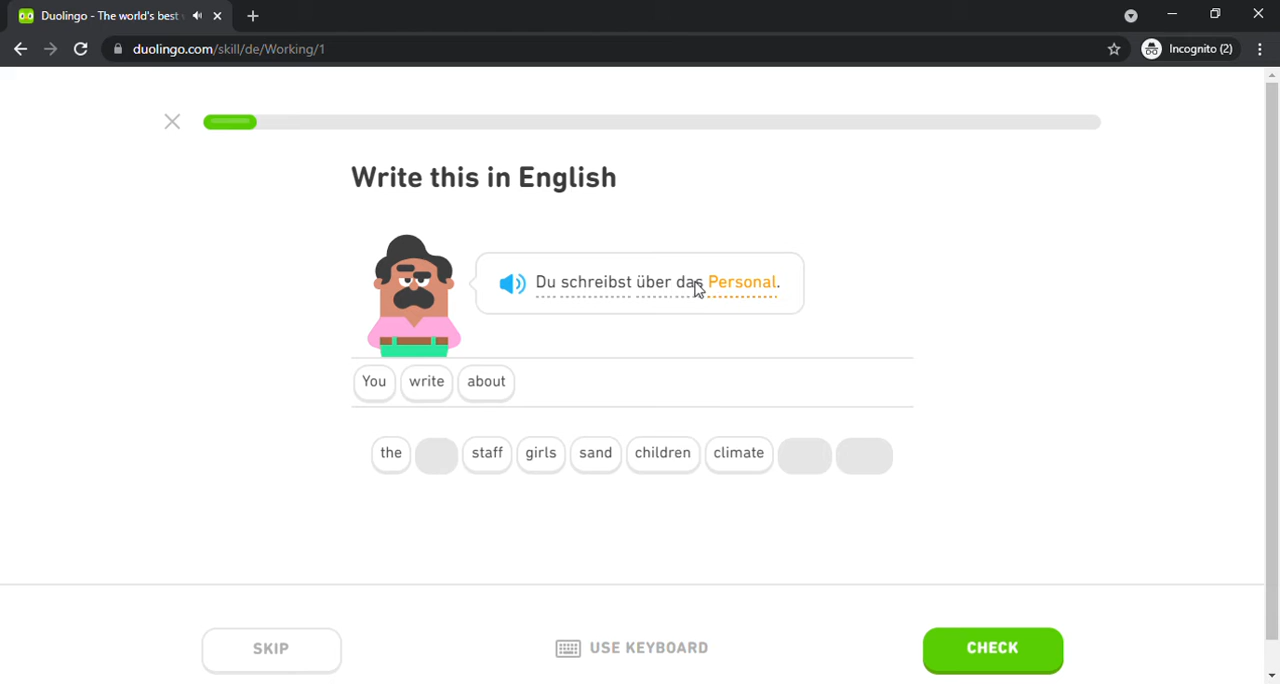 Duolingo - The world's best
duolingo.com/skill/de/Working/1
Incognito (2)
Write this in English
Du schreibst über das Personal.
You write about
the staff girls sand children climate
SKIP
USE KEYBOARD
CHECK